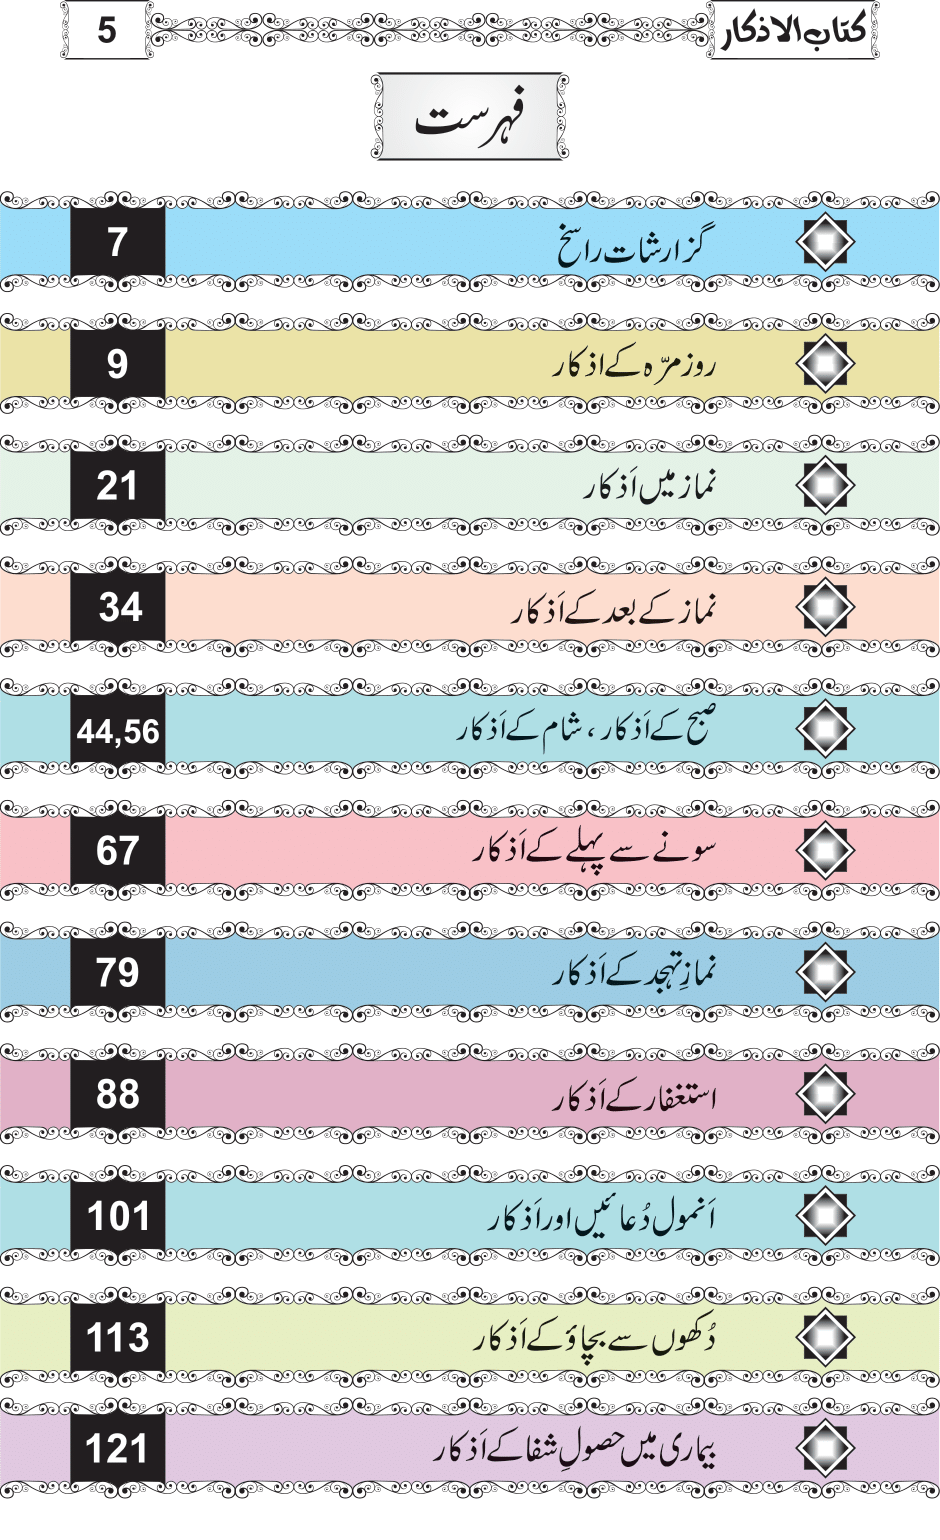 کتاب الاذکار 5
فہرست
گزارشات راسخ 7
روزمرّہ کے اذکار 9
نماز میں اَذکار 21
نماز کے بعد کے اَذکار 34
صبح کے اَذکار، شام کے اَذکار 44,56
سونے سے پہلے کے اَذکار 67
نمازِ تہجد کے اَذکار 79
استغفار کے اَذکار 88
اَنمول دُعائیں اور اَذکار 101
دُکھوں سے بچاؤ کے اَذکار 113
بیماری میں حصولِ شفا کے اَذکار 121